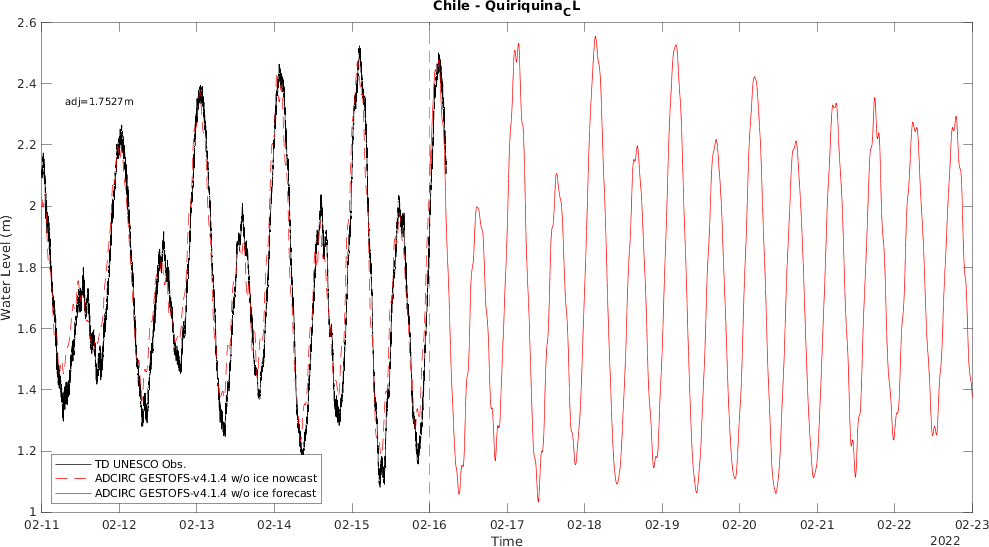 Chile - Quiriquina_CL
2.6
2.4
adj=1.7527m
2.2
2
1.8
Water Level (m)
1.6
1.4
1.2
TD UNESCO Obs.
ADCIRC GESTOFS-v4.1.4 w/o ice nowcast
ADCIRC GESTOFS-v4.1.4 w/o ice forecast
1
02-11 02-12 02-13 02-14 02-15 02-16 02-17 02-18 02-19 02-20 02-21 02-22 02-23
Time
2022